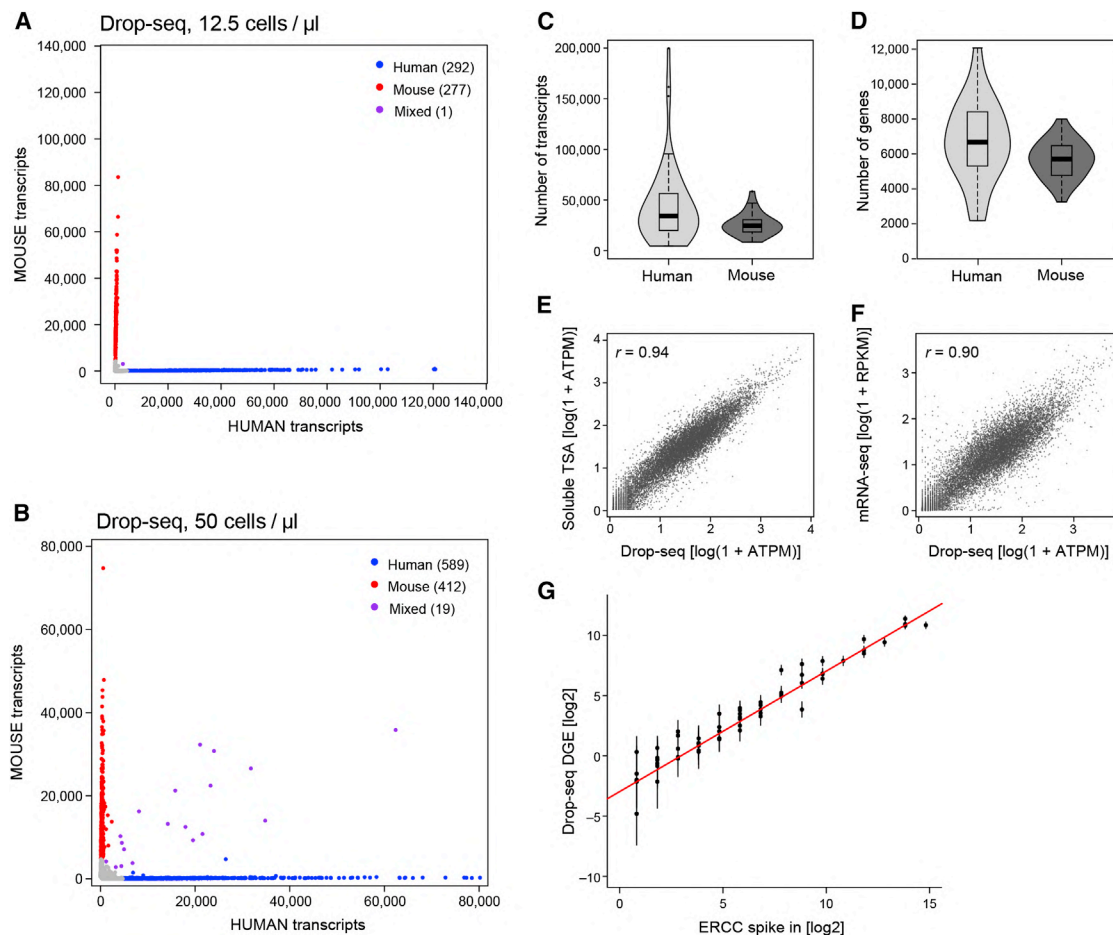 A
Drop-seq, 12.5 cells / µl
140,000
120,000
100,000
80,000
60,000
40,000
20,000
0
MOUSE transcripts
Human (292)
Mouse (277)
Mixed (1)
0
20,000
40,000
60,000
80,000
100,000
120,000
140,000
HUMAN transcripts
B
Drop-seq, 50 cells / µl
80,000
60,000
40,000
20,000
0
MOUSE transcripts
Human (589)
Mouse (412)
Mixed (19)
0
20,000
40,000
60,000
80,000
HUMAN transcripts
C
200,000
150,000
100,000
50,000
0
Number of transcripts
Human
Mouse
D
12,000
10,000
8000
6000
4000
2000
0
Number of genes
Human
Mouse
E
4
3
2
1
0
Soluble TSA [log(1 + ATPM)]
r = 0.94
0
1
2
3
4
Drop-seq [log(1 + ATPM)]
F
3
2
1
0
mRNA-seq [log(1 + RPKM)]
r = 0.90
0
1
2
3
Drop-seq [log(1 + ATPM)]
G
10
5
0
−5
−10
Drop-seq DGE [log2]
0
5
10
15
ERCC spike in [log2]